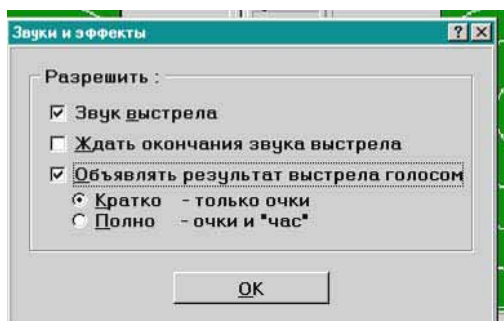 Звуки и эффекты
Разрешить :
Звук выстрела
Ждать окончания звука выстрела
Объявлять результат выстрела голосом
Кратко - только очки
Полно - очки и "час"
OK